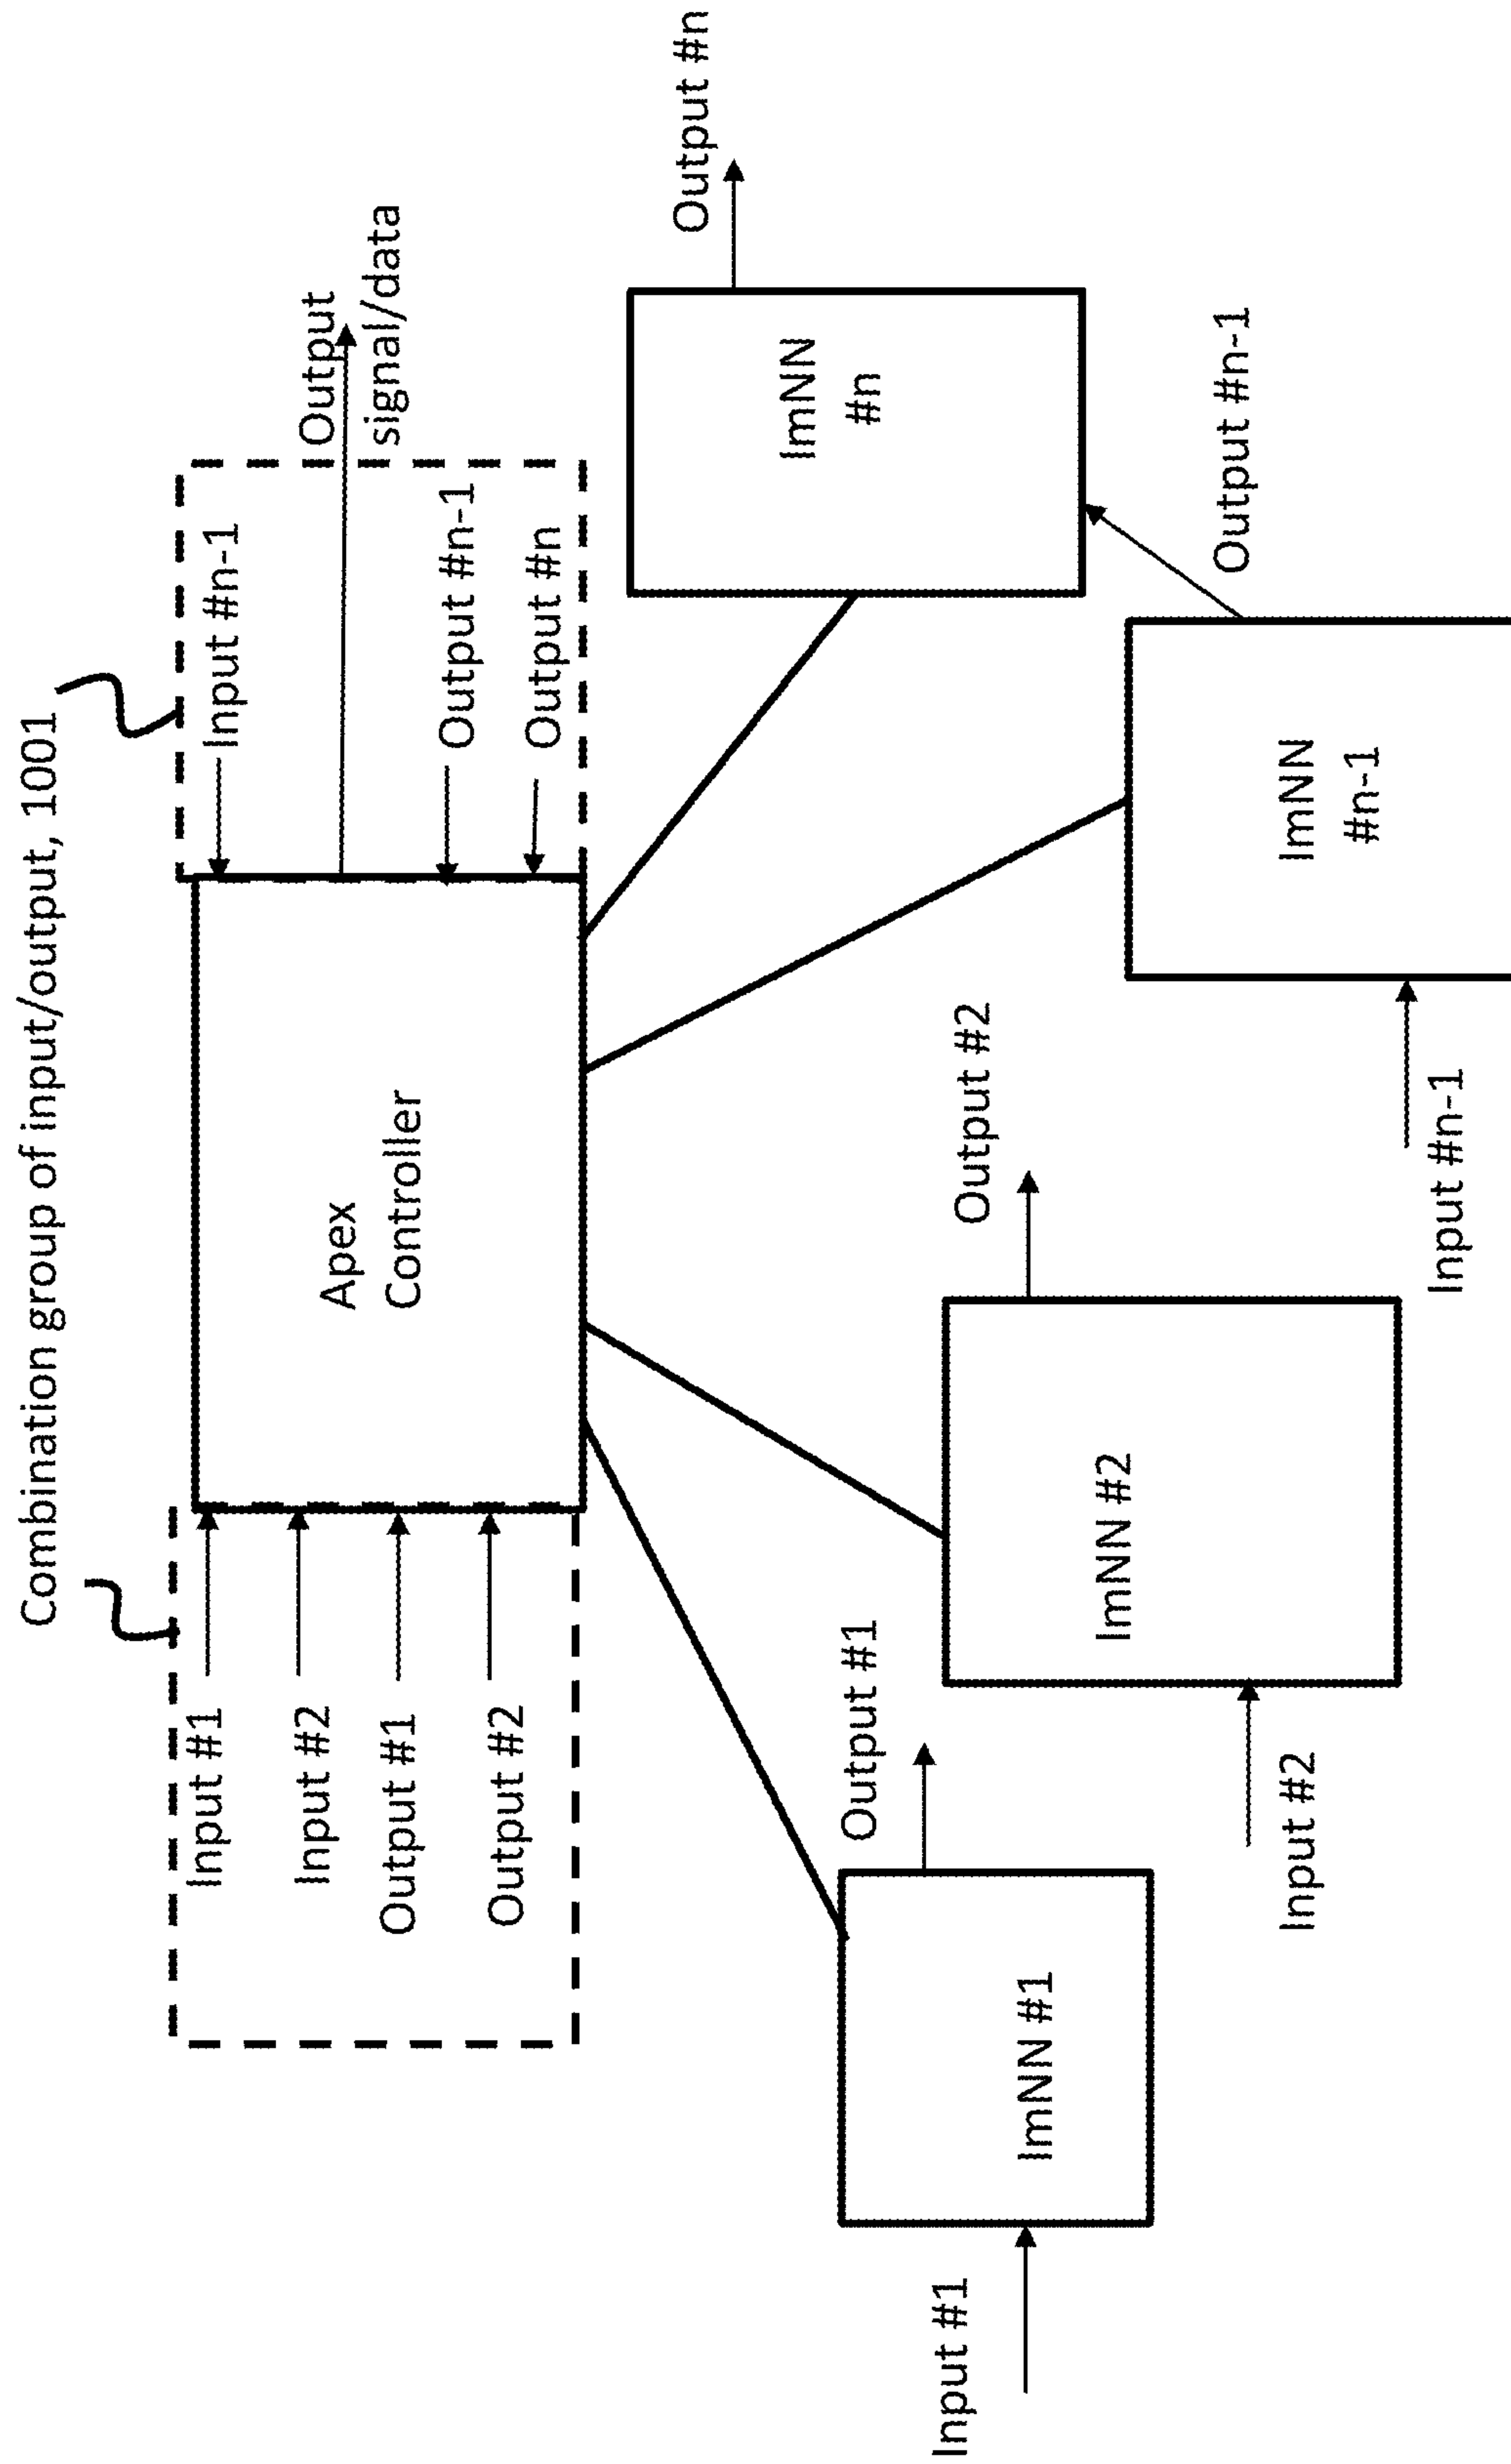 Combination group of input/output, 1001
Input #1
Input #2
Output #1
Output #2
Apex
Controller
Input #n-1
Output
signal/data
Output #n-1
Output #n
Input #1
ImNN #1
Output #1
Input #2
ImNN #2
Output #2
Input #n-1
ImNN
#n-1
Output #n-1
ImNN
#n
Output #n